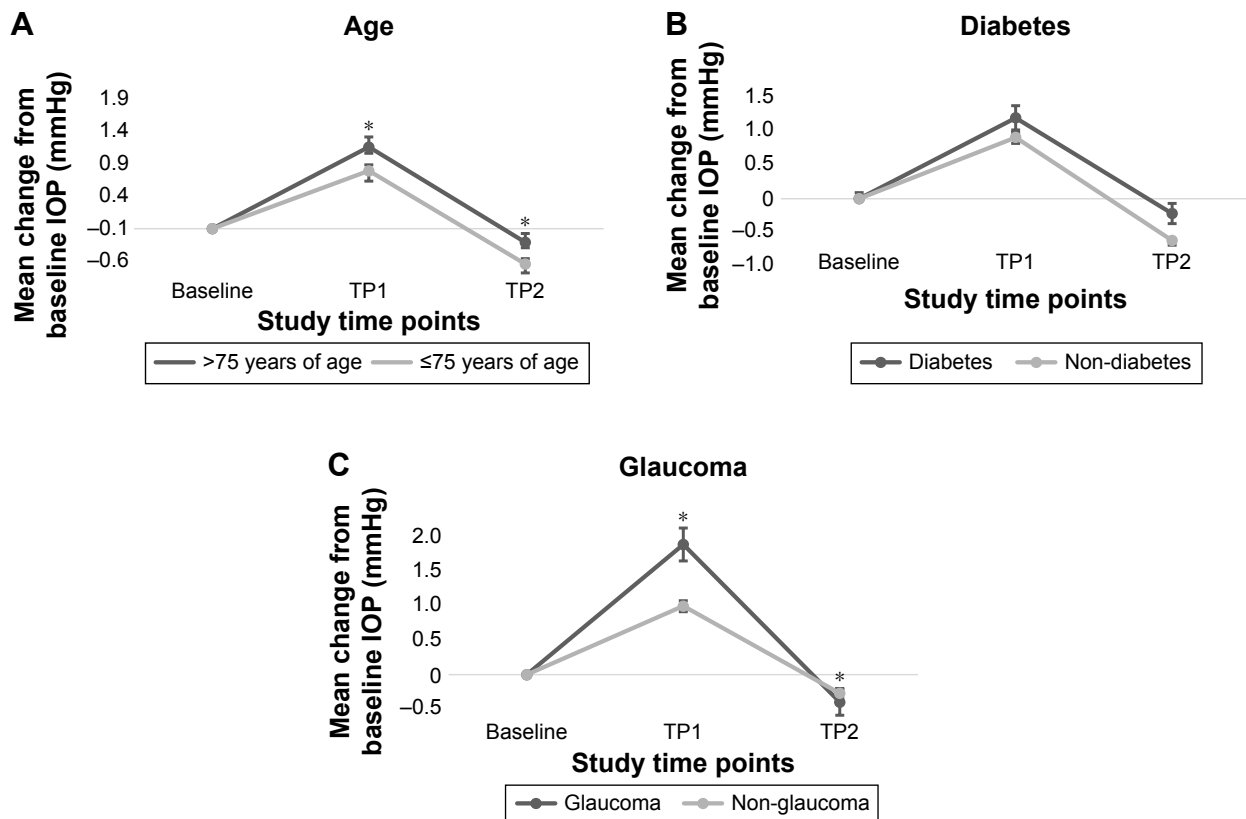 A
Age
Mean change from
baseline IOP (mmHg)
1.9
1.4
0.9
0.4
–0.1
–0.6
*
*
Baseline
TP1
TP2
Study time points
>75 years of age
≤75 years of age
B
Diabetes
Mean change from
baseline IOP (mmHg)
1.5
1.0
0.5
0
–0.5
–1.0
Baseline
TP1
TP2
Study time points
Diabetes
Non-diabetes
C
Glaucoma
Mean change from
baseline IOP (mmHg)
2.0
1.5
1.0
0.5
0
–0.5
*
*
Baseline
TP1
TP2
Study time points
Glaucoma
Non-glaucoma